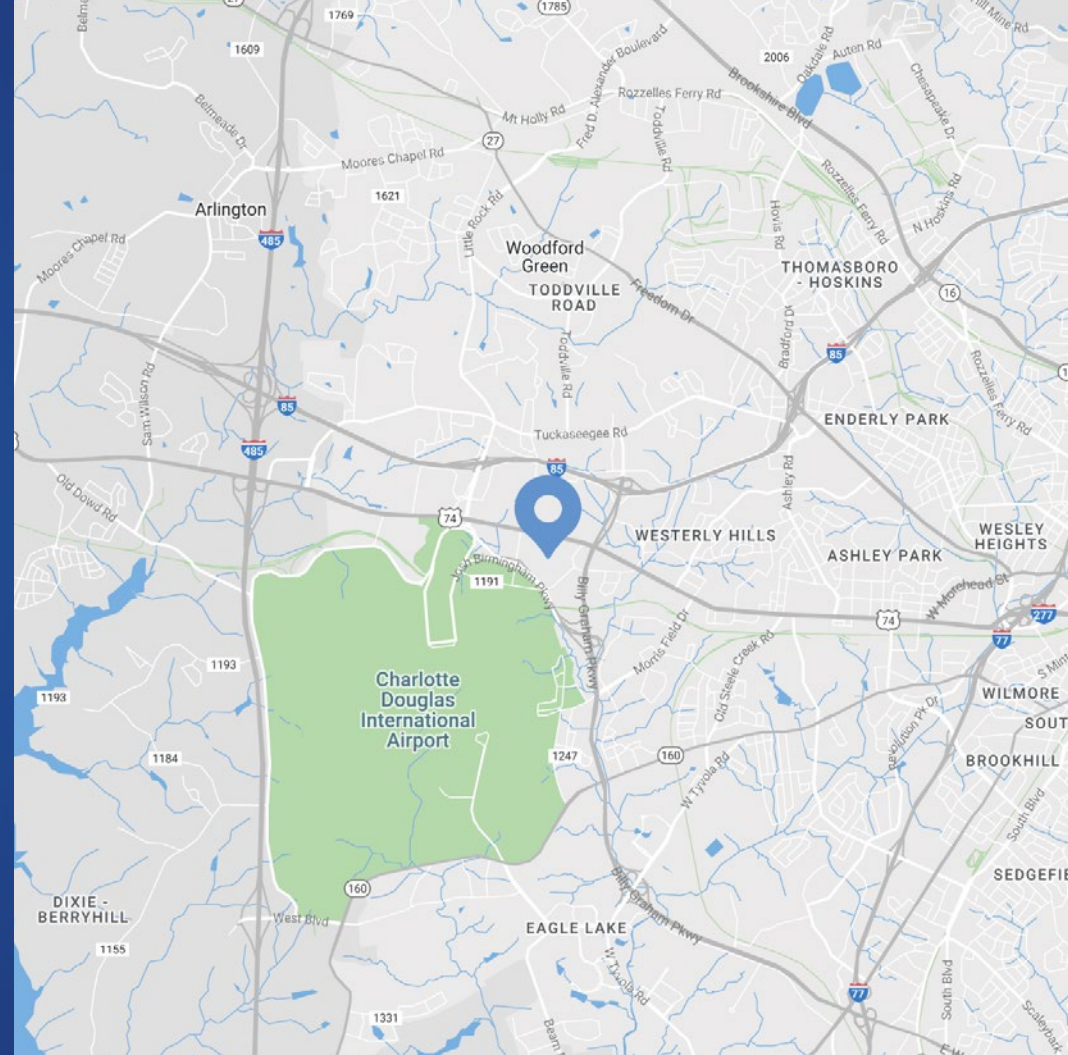 1769
1785
Hill Mine Rd
1609
2006
Oakdale Rd
Auten Rd
Belmeade Dr
Fred D. Alexander Boulevard
Rozzelles Ferry Rd
Brookshire Blvd
Chesapeake Dr
Mt Holly Rd
27
Toddville Rd
Moores Chapel Rd
1621
Rozzelles Ferry Rd
N Hoskins Rd
Arlington
Little Rock Rd
Hovis Rd
485
Moores Chapel Rd
Woodford
Green
TODDVILLE
ROAD
THOMASBORO
- HOSKINS
Freedom Dr
16
Bradford Dr
85
Toddville Rd
Sam Wilson Rd
Rozzelles Ferry Rd
85
ENDERLY PARK
Tuckaseegee Rd
485
85
Ashley Rd
Old Dowd Rd
74
WESTERLY HILLS
WESLEY
HEIGHTS
ASHLEY PARK
Josh Birmingham Pkwy
1191
Billy Graham Pkwy
W Morehead St
277
74
77
Morris Field Dr
Old Steele Creek Rd
1193
Charlotte
Douglas
International
Airport
1193
S Mint
WILMORE
Revolution Pk Dr
SOUT
1184
1247
160
BROOKHILL
W Tyvola Rd
South Blvd
160
SEDGEFIE
DIXIE -
BERRYHILL
West Blvd
Billy Graham Pkwy
EAGLE LAKE
1155
W Tyvola Rd
South Blvd
77
1331
Scaleybark
Beam